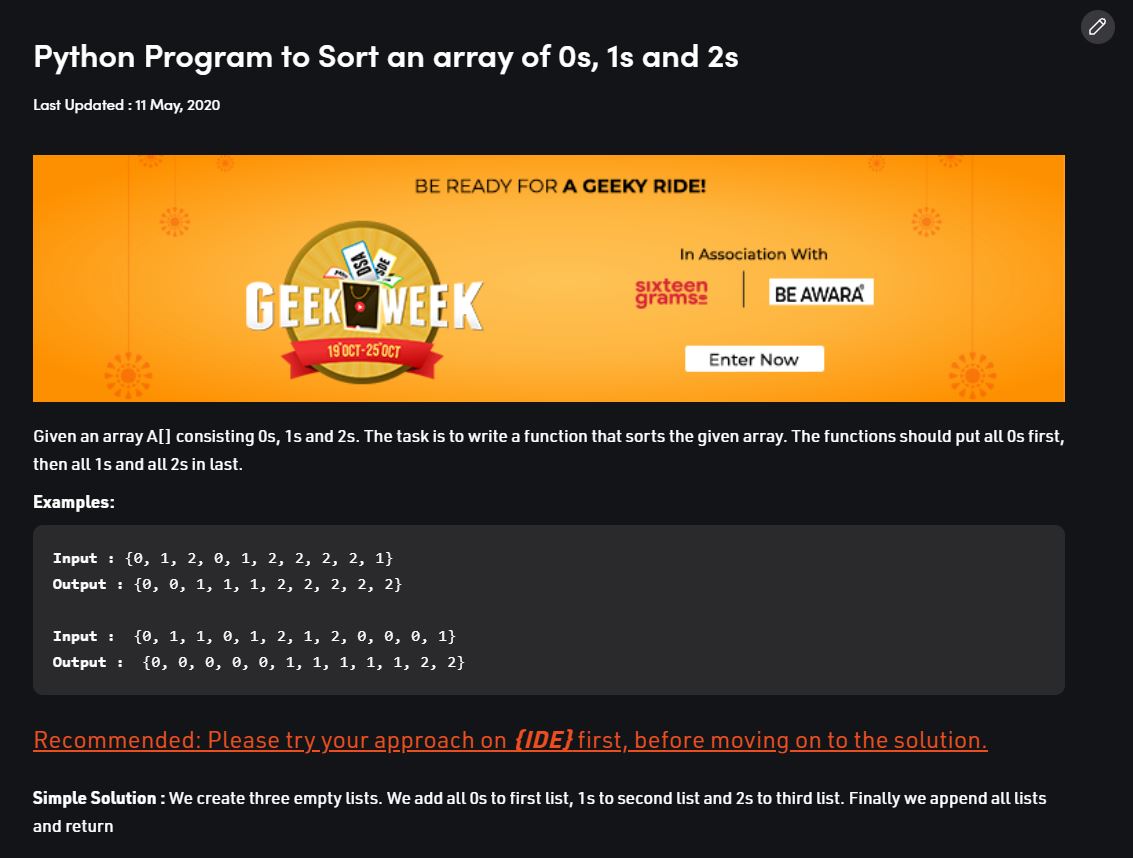 Python Program to Sort an array of 0s, 1s and 2s
Last Updated : 11 May, 2020
BE READY FOR A GEEKY RIDE!
DSA
SDE
GEEK WEEK
19 OCT - 25 OCT
In Association With
sixteen
grams
BE AWARA
Enter Now
Given an array A[] consisting 0s, 1s and 2s. The task is to write a function that sorts the given array. The functions should put all 0s first,
then all 1s and all 2s in last.
Examples:
Input : {0, 1, 2, 0, 1, 2, 2, 2, 2, 1}
Output : {0, 0, 1, 1, 1, 2, 2, 2, 2, 2}
Input :  {0, 1, 1, 0, 1, 2, 1, 2, 0, 0, 0, 1}
Output :  {0, 0, 0, 0, 0, 1, 1, 1, 1, 1, 2, 2}
Recommended: Please try your approach on {IDE} first, before moving on to the solution.
Simple Solution : We create three empty lists. We add all 0s to first list, 1s to second list and 2s to third list. Finally we append all lists
and return